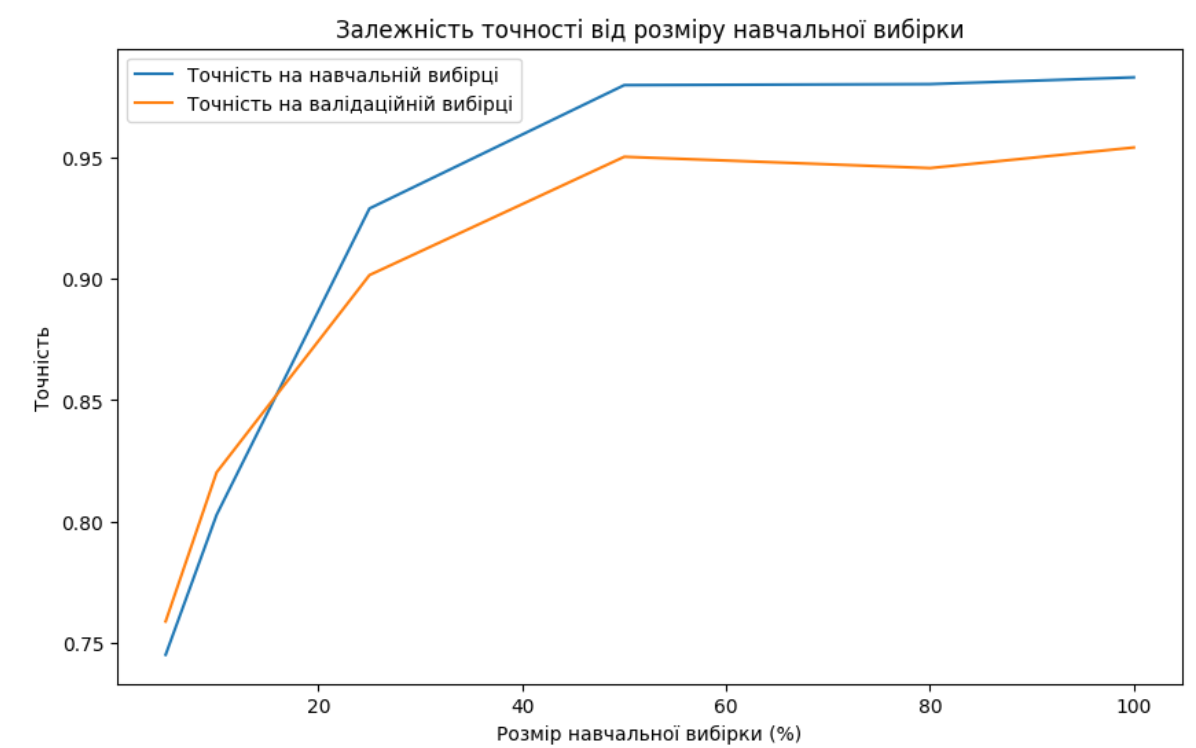 Залежність точності від розміру навчальної вибірки
Точність на навчальній вибірці
Точність на валідаційній вибірці
Точність
0.95
0.90
0.85
0.80
0.75
20 40 60 80 100
Розмір навчальної вибірки (%)